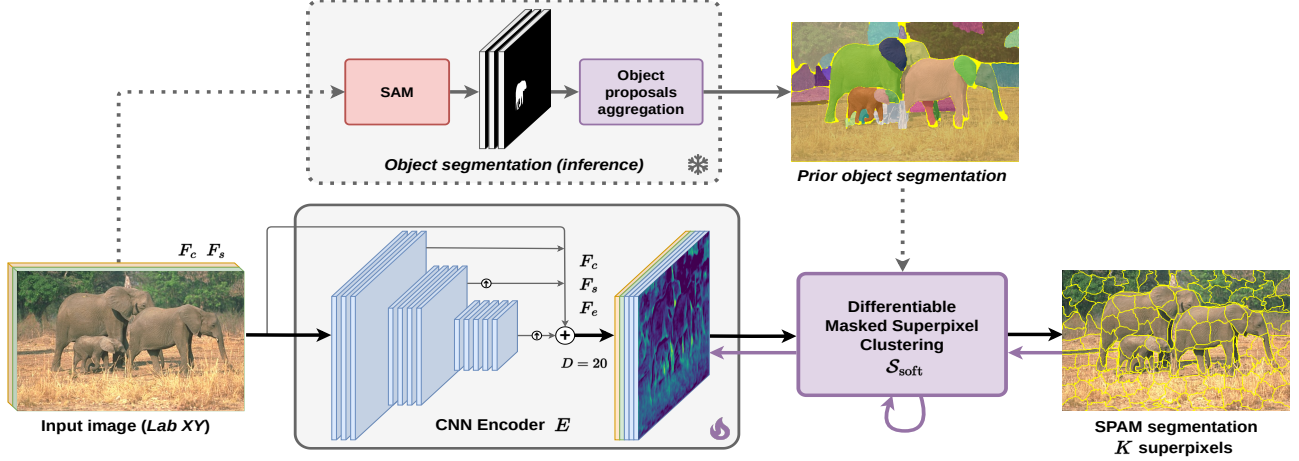 SAM
Object
proposals
aggregation
Object segmentation (inference)
Prior object segmentation
F_c F_s
F_c
F_s
F_e
D = 20
CNN Encoder E
Input image (Lab XY)
Differentiable
Masked Superpixel
Clustering
S_soft
SPAM segmentation
K superpixels